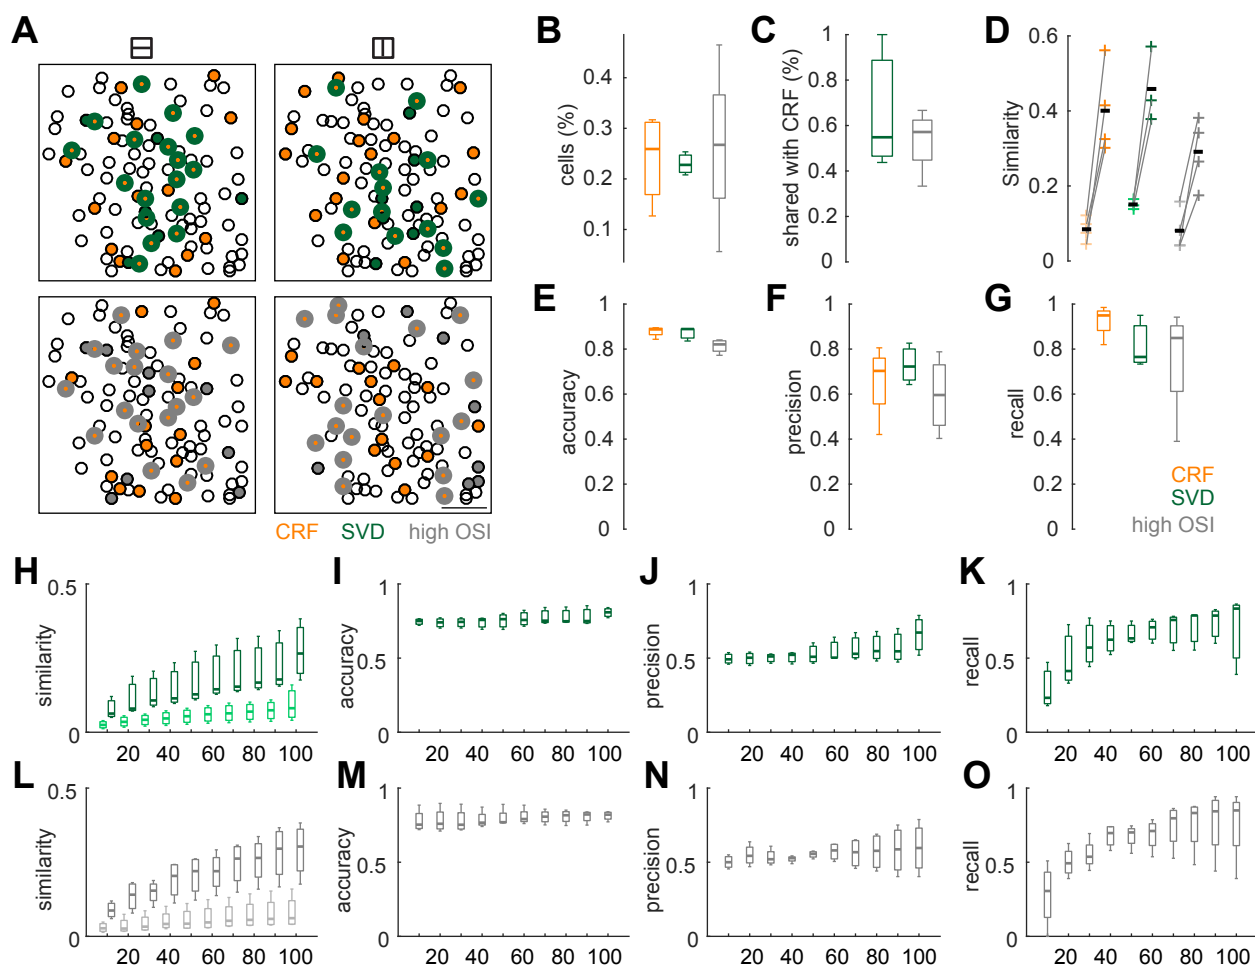 A
B
C
D
cells (%)
0.4
0.3
0.2
0.1
shared with CRF (%)
1
0.8
0.6
0.4
0.2
0
Similarity
0.6
0.4
0.2
0
E
F
G
accuracy
1
0.8
0.6
0.4
0.2
0
precision
1
0.8
0.6
0.4
0.2
0
recall
1
0.8
0.6
0.4
0.2
0
CRF
SVD
high OSI
CRF SVD high OSI
H
I
J
K
similarity
0.5
0
20 40 60 80 100
accuracy
1
0.5
0
20 40 60 80 100
precision
1
0.5
0
20 40 60 80 100
recall
1
0.5
0
20 40 60 80 100
L
M
N
O
similarity
0.5
0
20 40 60 80 100
accuracy
1
0.5
0
20 40 60 80 100
precision
1
0.5
0
20 40 60 80 100
recall
1
0.5
0
20 40 60 80 100